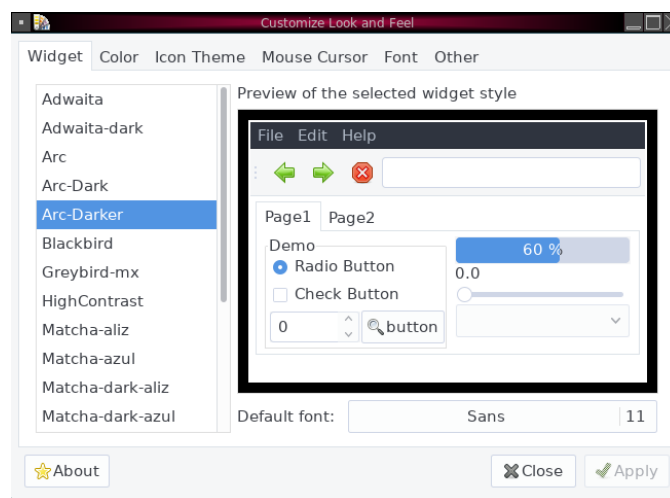 Customize Look and Feel
Widget Color Icon Theme Mouse Cursor Font Other
Adwaita
Adwaita-dark
Arc
Arc-Dark
Arc-Darker
Blackbird
Greybird-mx
HighContrast
Matcha-aliz
Matcha-azul
Matcha-dark-aliz
Matcha-dark-azul
Preview of the selected widget style
File Edit Help
Page1 Page2
Demo
Radio Button
Check Button
0 button
60 %
0.0
Default font: Sans 11
About Close Apply